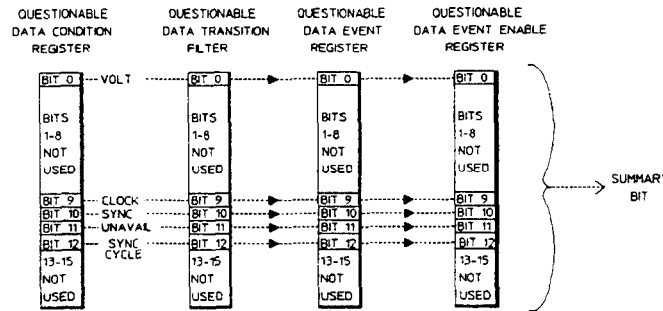 QUESTIONABLE DATA CONDITION REGISTER
QUESTIONABLE DATA TRANSITION FILTER
QUESTIONABLE DATA EVENT REGISTER
QUESTIONABLE DATA EVENT ENABLE REGISTER
BIT 0 VOLT BIT 0 BIT 0 BIT 0
BITS BITS BITS BITS
1-8 1-8 1-8 1-8
NOT NOT NOT NOT
USED USED USED USED
SUMMARY
BIT
BIT 9 CLOCK BIT 9 BIT 9 BIT 9
BIT 10 SYNC BIT 10 BIT 10 BIT 10
BIT 11 UNAVAIL BIT 11 BIT 11 BIT 11
BIT 12 SYNC CYCLE BIT 12 BIT 12 BIT 12
13-15 13-15 13-15 13-15
NOT NOT NOT NOT
USED USED USED USED